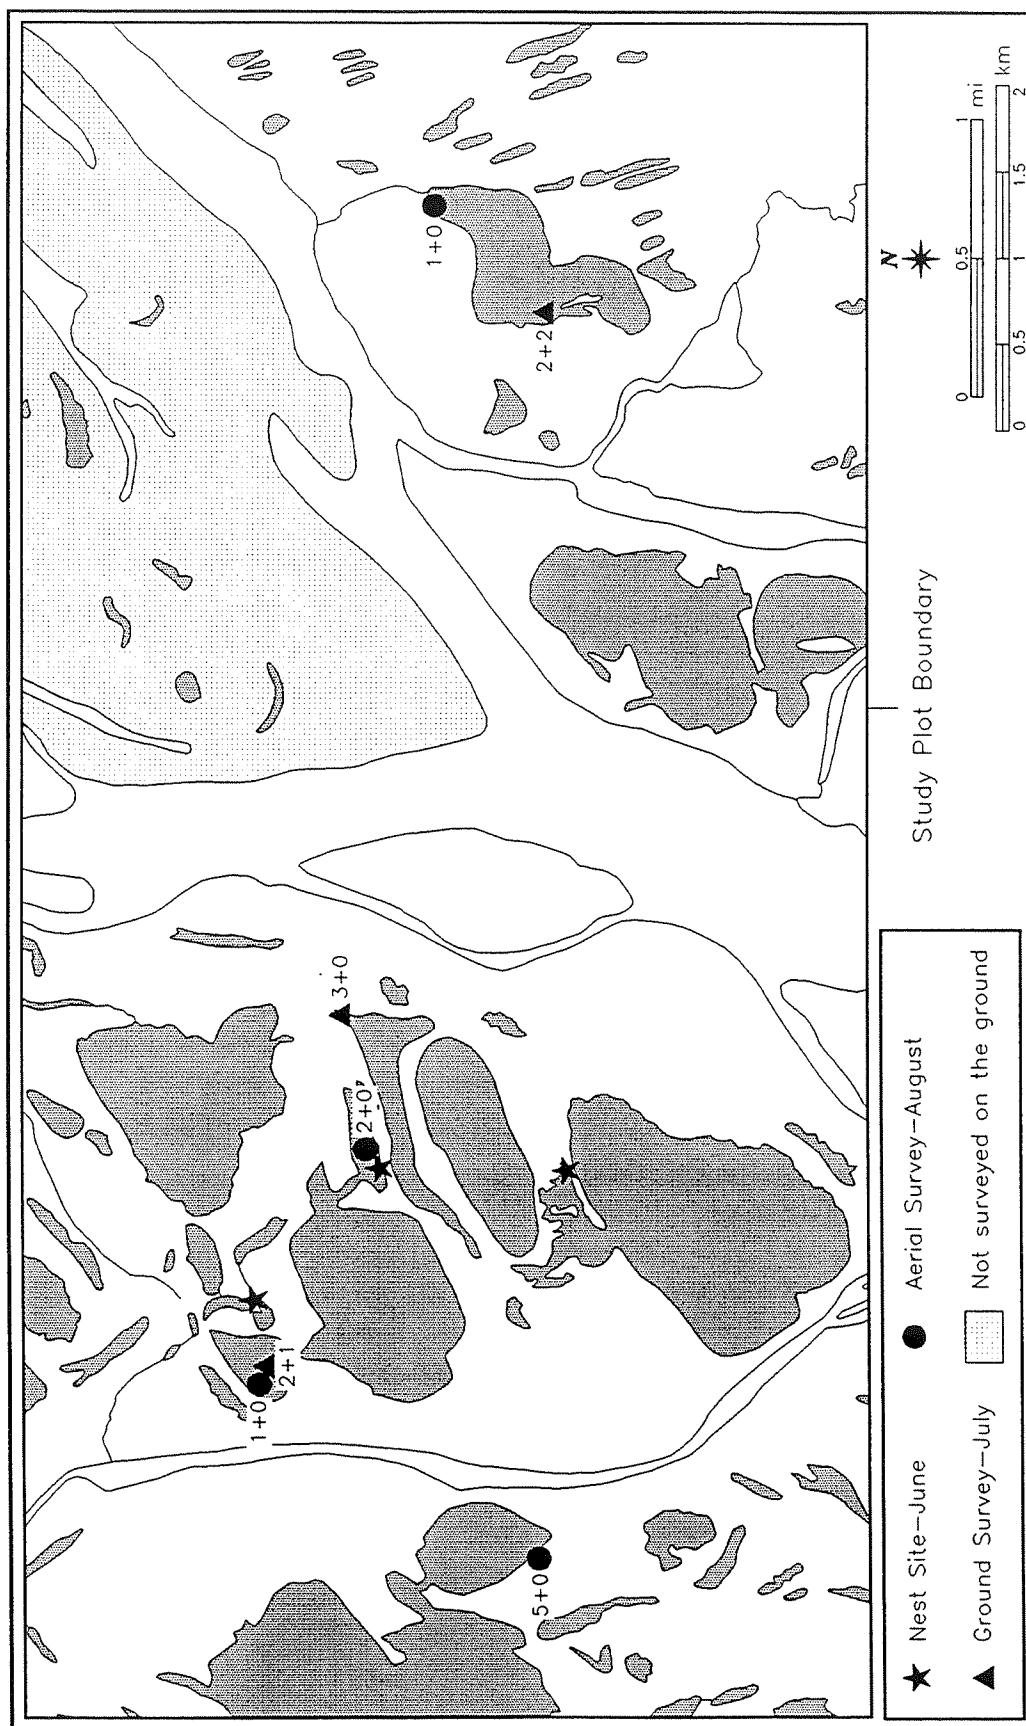 1+0
2+1
2+0
3+0
5+0
1+0
2+2
Study Plot Boundary
N
0 0.5 1 mi
0 0.5 1 1.5 2 km
Nest Site–June
Aerial Survey–August
Ground Survey–July
Not surveyed on the ground